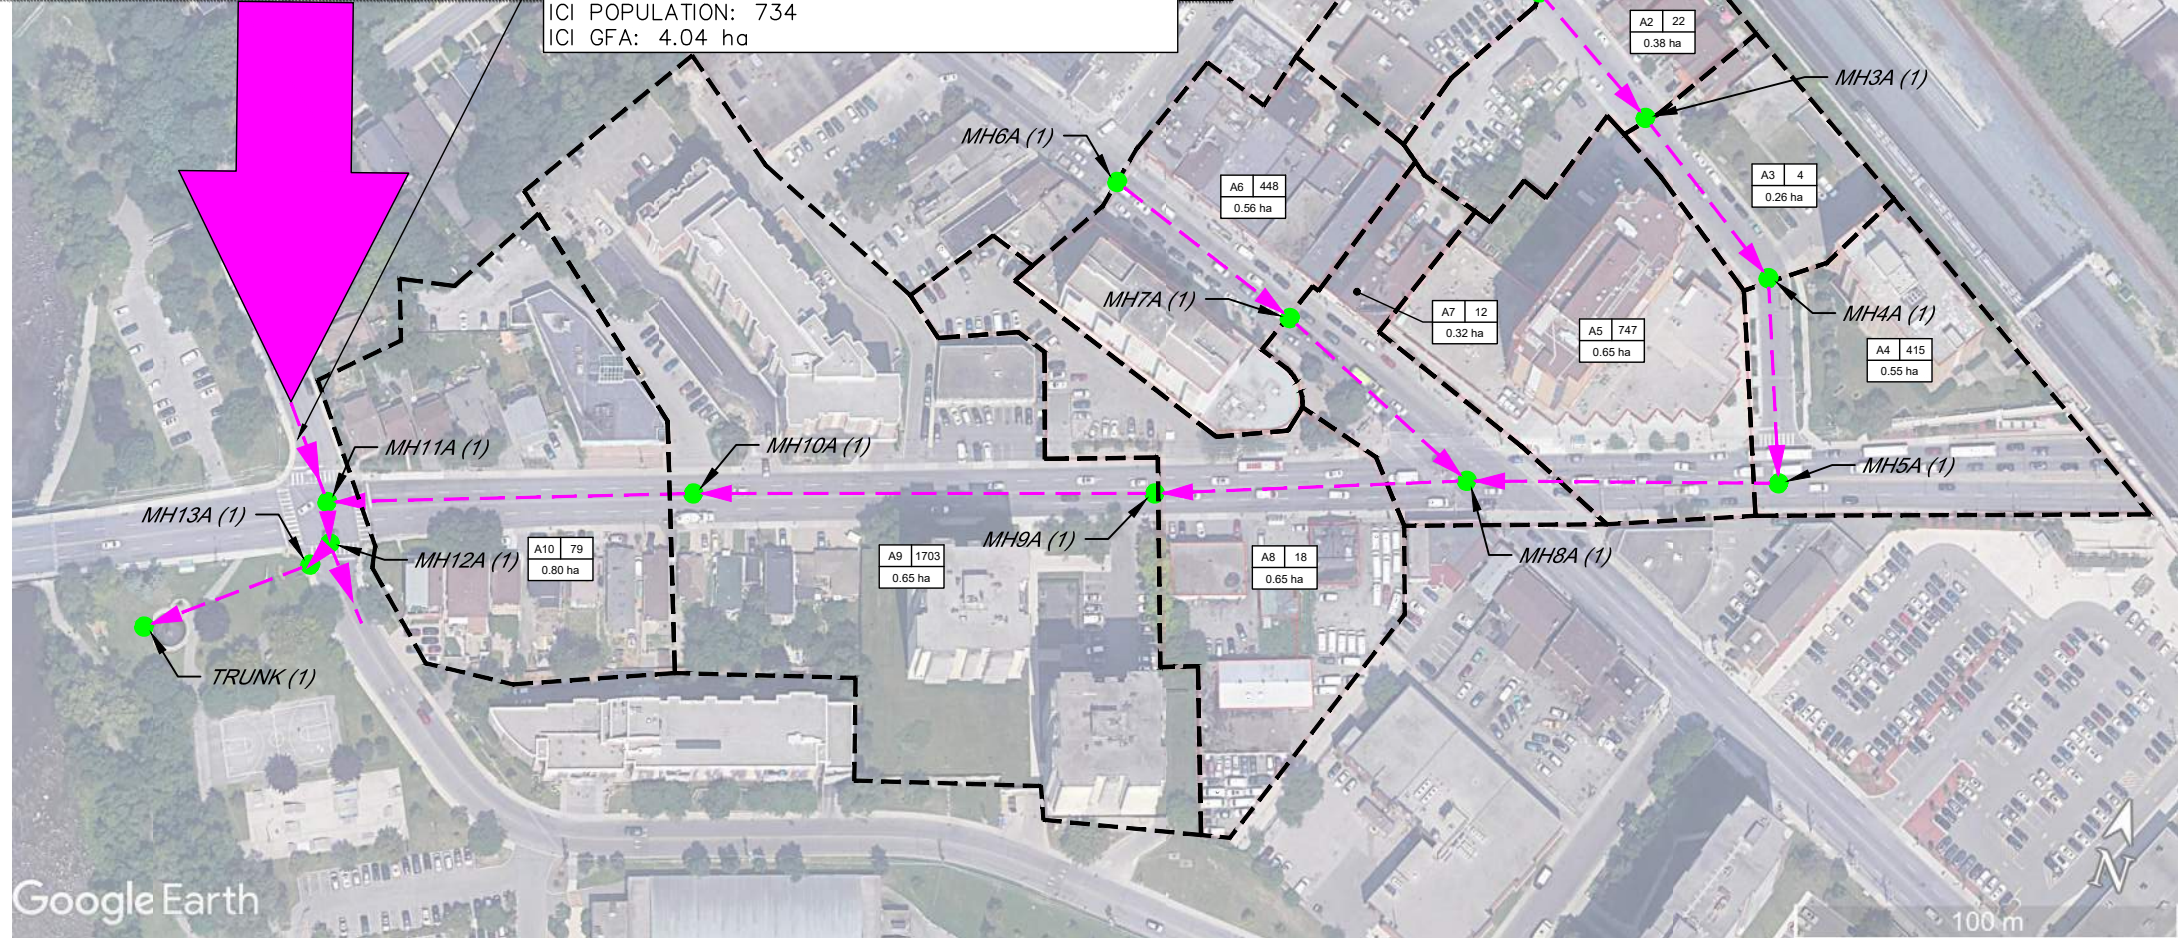 ICI POPULATION: 734
ICI GFA: 4.04 ha
A2 22
0.38 ha
MH3A (1)
MH6A (1)
A6 448
0.56 ha
A3 4
0.26 ha
MH7A (1)
A7 12
0.32 ha
A5 747
0.65 ha
MH4A (1)
A4 415
0.55 ha
MH11A (1)
MH10A (1)
MH5A (1)
MH13A (1)
MH12A (1)
A10 79
0.80 ha
A9 1703
0.65 ha
MH9A (1)
A8 18
0.65 ha
MH8A (1)
TRUNK (1)
Google Earth
N
100 m